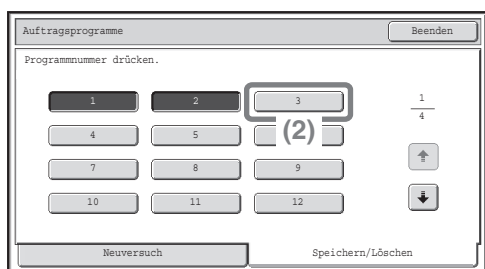 Auftragsprogramme Beenden
Programmnummer drücken.
1 2 3 1
4
(2)
4 5
7 8 9
10 11 12
Neuversuch Speichern/Löschen